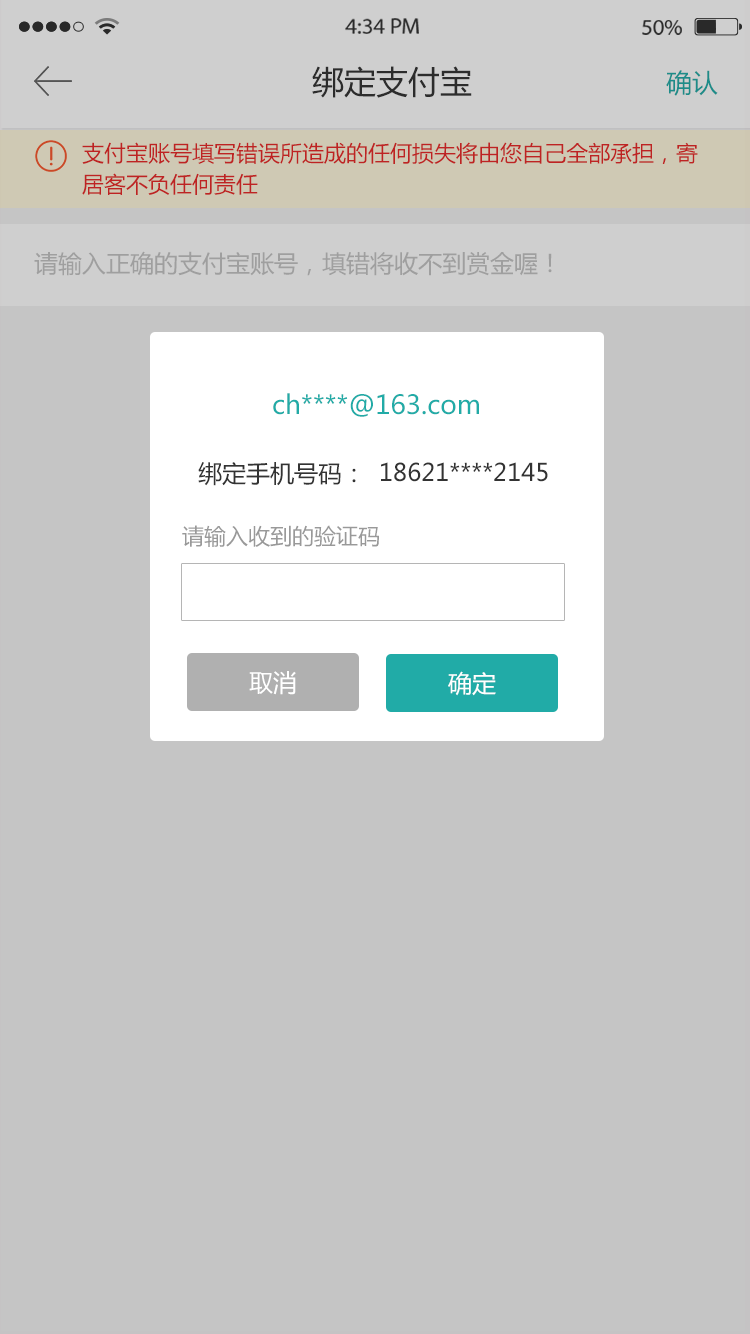 4:34 PM
50%
绑定支付宝
确认
支付宝账号填写错误所造成的任何损失将由您自己全部承担，寄
居客不负任何责任
请输入正确的支付宝账号，填错将收不到赏金喔！
ch****@163.com
绑定手机号码： 18621****2145
请输入收到的验证码
取消
确定